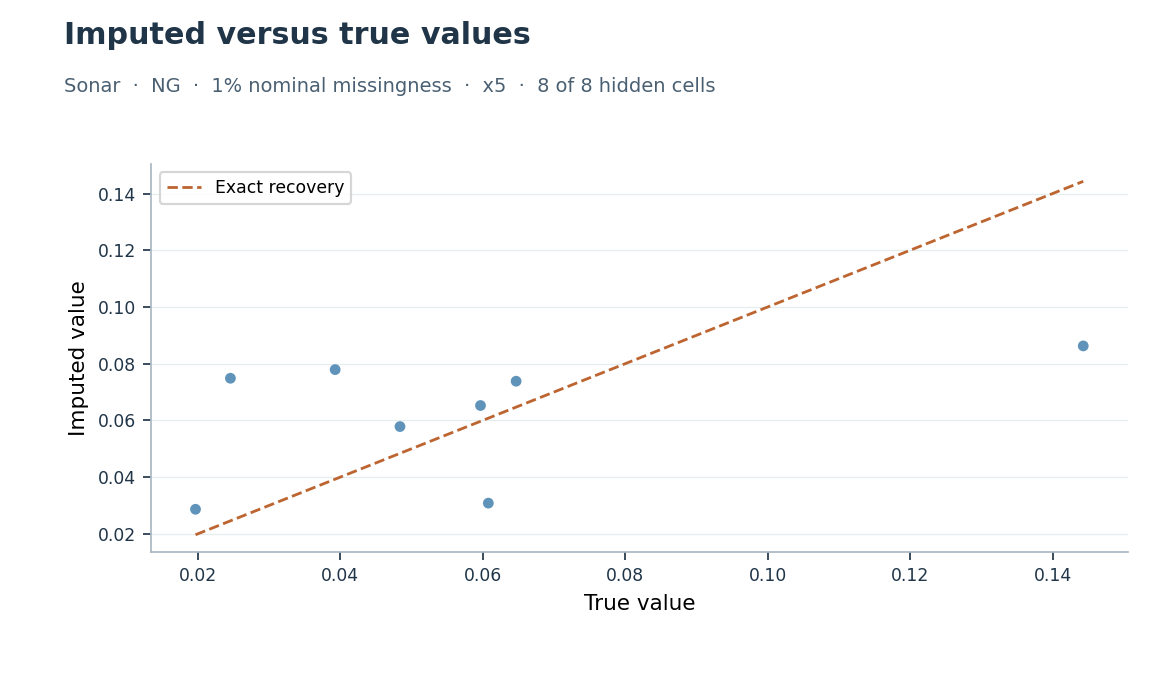 Imputed versus true values
Sonar · NG · 1% nominal missingness · x5 · 8 of 8 hidden cells
Exact recovery
Imputed value
0.14
0.12
0.10
0.08
0.06
0.04
0.02
0.02 0.04 0.06 0.08 0.10 0.12 0.14
True value